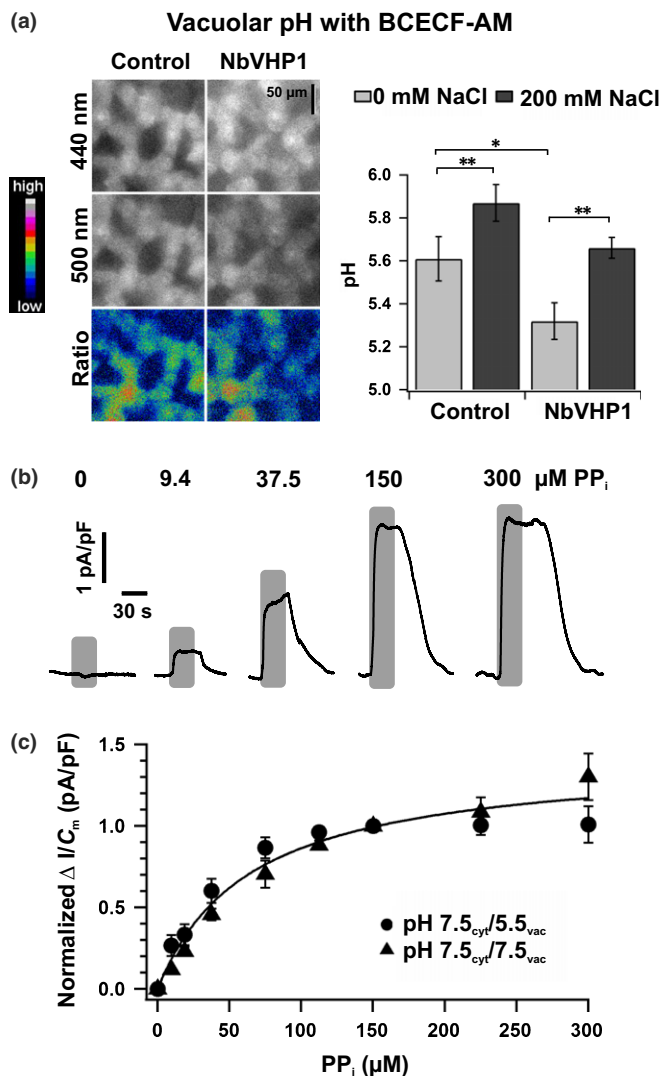 (a)
Vacuolar pH with BCECF-AM
Control NbVHP1
50 µm
440 nm
500 nm
Ratio
high
low
0 mM NaCl 200 mM NaCl
*
**
**
6.0
5.8
5.6
5.4
5.2
5.0
pH
Control NbVHP1
(b)
0 9.4 37.5 150 300 µM PPi
1 pA/pF
30 s
(c)
Normalized Δ I/Cm (pA/pF)
1.5
1.0
0.5
0.0
pH 7.5cyt/5.5vac
pH 7.5cyt/7.5vac
0 50 100 150 200 250 300
PPi (µM)